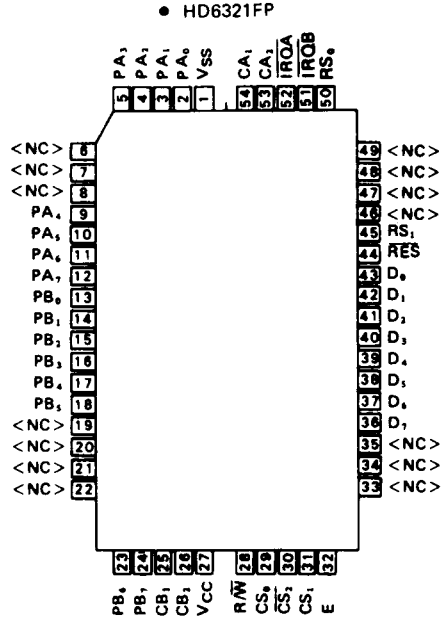 ● HD6321FP
PA₃ PA₂ PA₁ PA₀ VSS CA₁ CA₂ I̅R̅Q̅A̅ I̅R̅Q̅B̅ RS₀
5 4 3 2 1 54 53 52 51 50
<NC> 6 49 <NC>
<NC> 7 48 <NC>
<NC> 8 47 <NC>
PA₄ 9 46 <NC>
PA₅ 10 45 RS₁
PA₆ 11 44 R̅E̅S̅
PA₇ 12 43 D₀
PB₀ 13 42 D₁
PB₁ 14 41 D₂
PB₂ 15 40 D₃
PB₃ 16 39 D₄
PB₄ 17 38 D₅
PB₅ 18 37 D₆
<NC> 19 36 D₇
<NC> 20 35 <NC>
<NC> 21 34 <NC>
<NC> 22 33 <NC>
23 24 25 26 27 28 29 30 31 32
PB₆ PB₇ CB₁ CB₂ VCC R/W̅ CS₀ C̅S̅₂ CS₁ E